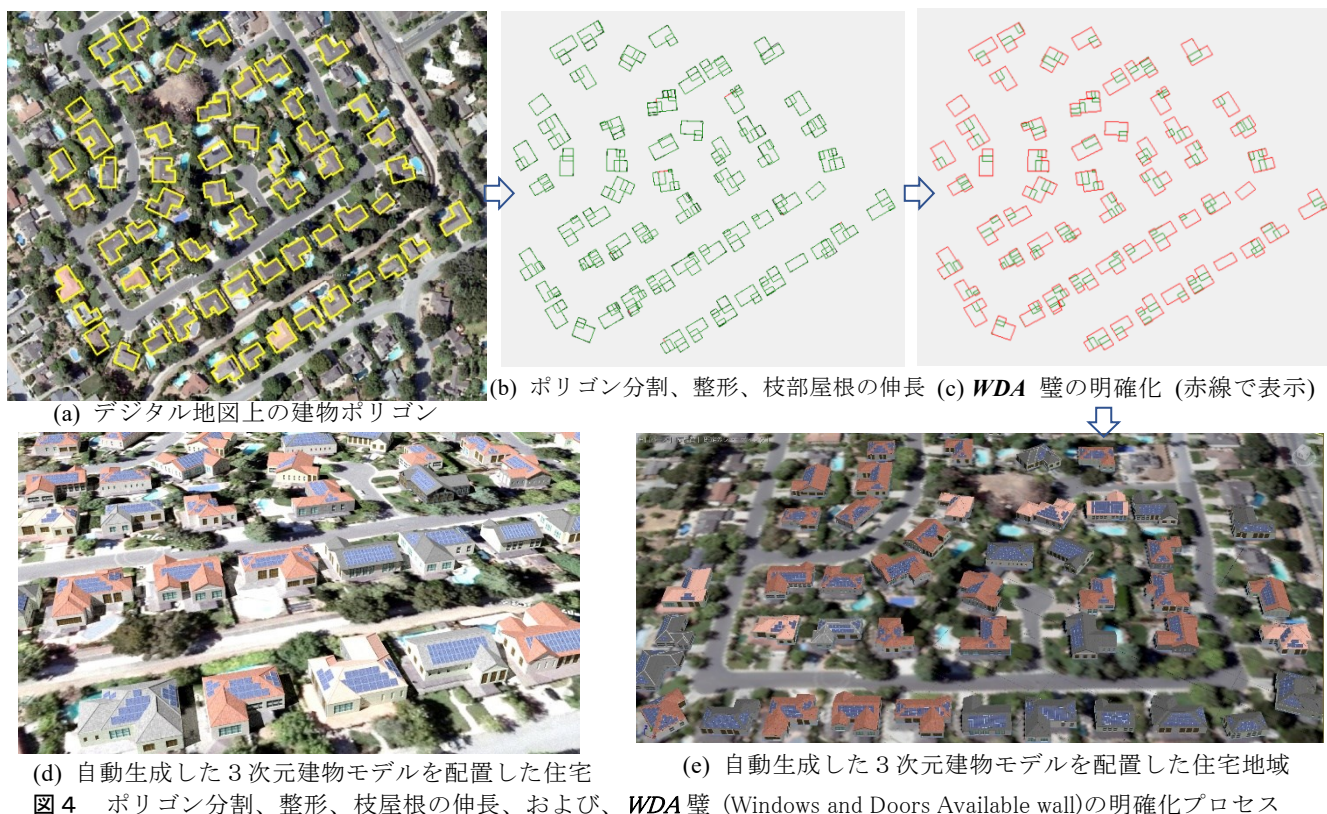 (b) ポリゴン分割、整形、枝部屋根の伸長
(c) WDA 璧の明確化 (赤線で表示)
(a) デジタル地図上の建物ポリゴン
(d) 自動生成した３次元建物モデルを配置した住宅
(e) 自動生成した３次元建物モデルを配置した住宅地域
図４ ポリゴン分割、整形、枝屋根の伸長、および、WDA 璧 (Windows and Doors Available wall)の明確化プロセス